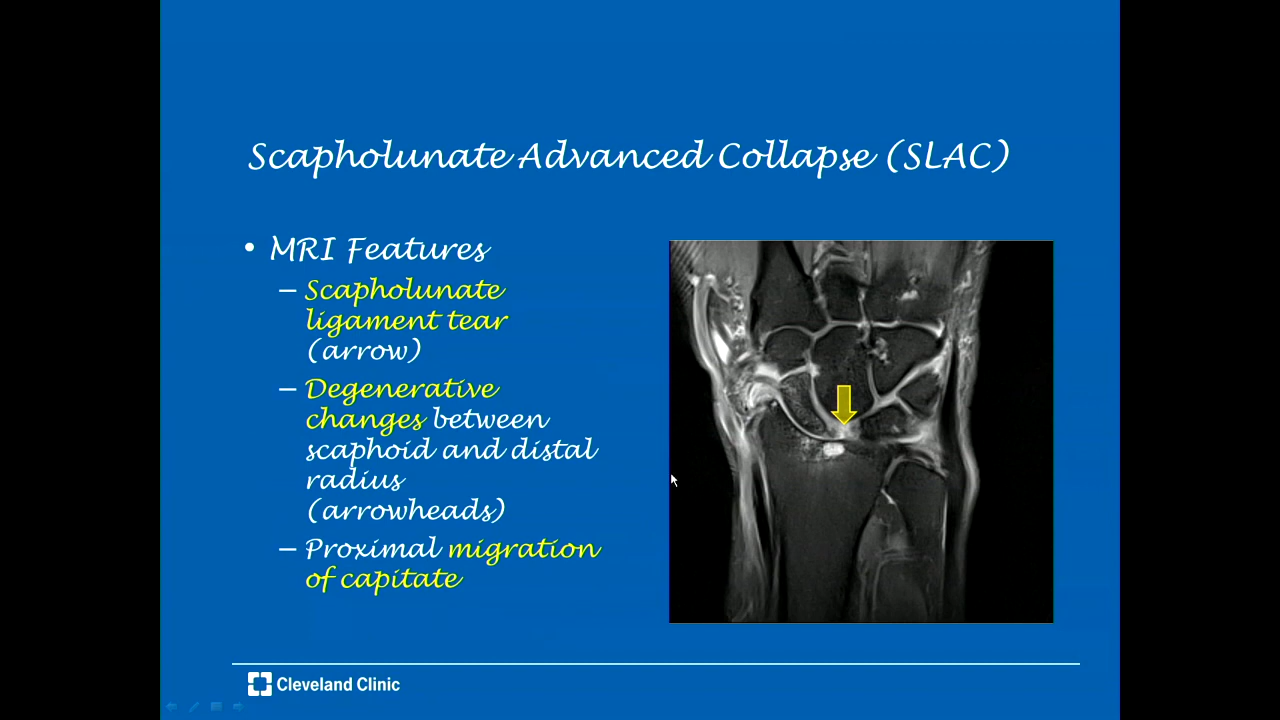 Scapholunate Advanced Collapse (SLAC)
• MRI Features
– Scapholunate
ligament tear
(arrow)
– Degenerative
changes between
scaphoid and distal
radius
(arrowheads)
– Proximal migration
of capitate
Cleveland Clinic